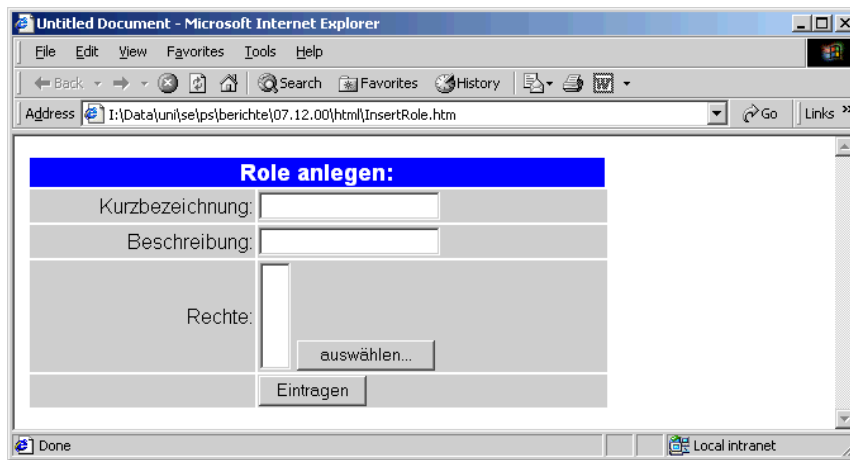 Untitled Document - Microsoft Internet Explorer
File Edit View Favorites Tools Help
Back Search Favorites History
Address I:\Data\uni\se\ps\berichte\07.12.00\html\InsertRole.htm Go Links »
Role anlegen:
Kurzbezeichnung:
Beschreibung:
Rechte:
auswählen...
Eintragen
Done Local intranet